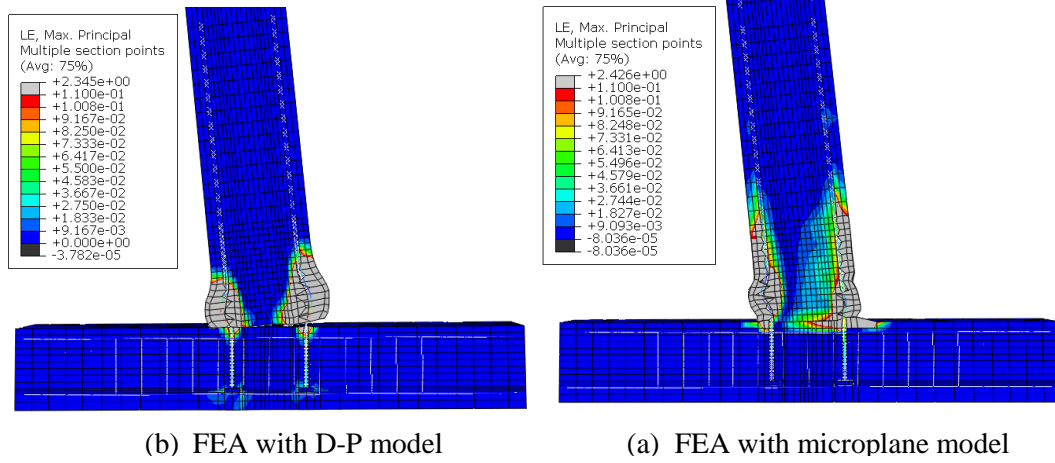 LE, Max. Principal
Multiple section points
(Avg: 75%)
+2.345e+00
+1.100e-01
+1.008e-01
+9.167e-02
+8.250e-02
+7.333e-02
+6.417e-02
+5.500e-02
+4.583e-02
+3.667e-02
+2.750e-02
+1.833e-02
+9.167e-03
+0.000e+00
-3.782e-05
(b) FEA with D-P model
LE, Max. Principal
Multiple section points
(Avg: 75%)
+2.426e+00
+1.100e-01
+1.008e-01
+9.165e-02
+8.248e-02
+7.331e-02
+6.413e-02
+5.496e-02
+4.579e-02
+3.661e-02
+2.744e-02
+1.827e-02
+9.093e-03
-8.036e-05
-8.036e-05
(a) FEA with microplane model